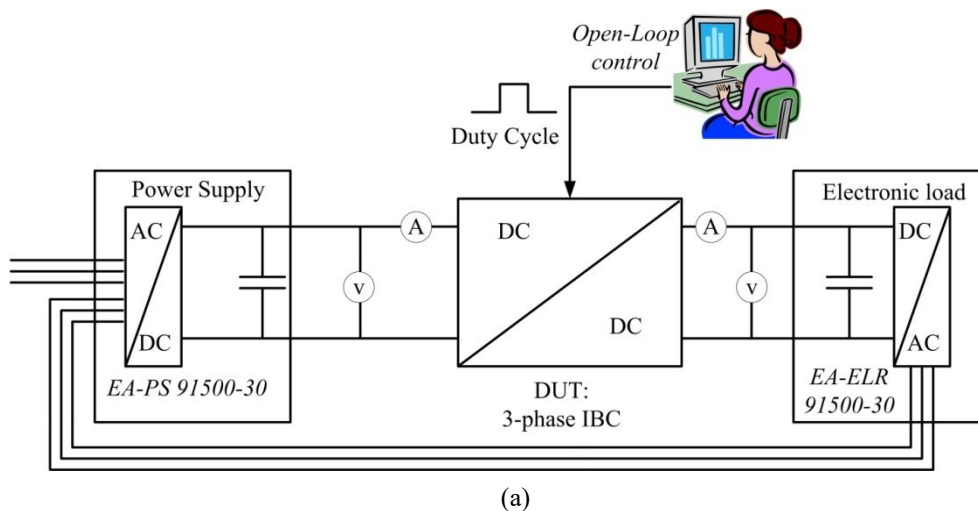 Open-Loop
control
Duty Cycle
Power Supply
Electronic load
AC
DC
A
v
DC
DC
A
v
DC
AC
EA-PS 91500-30
DUT:
3-phase IBC
EA-ELR
91500-30
(a)